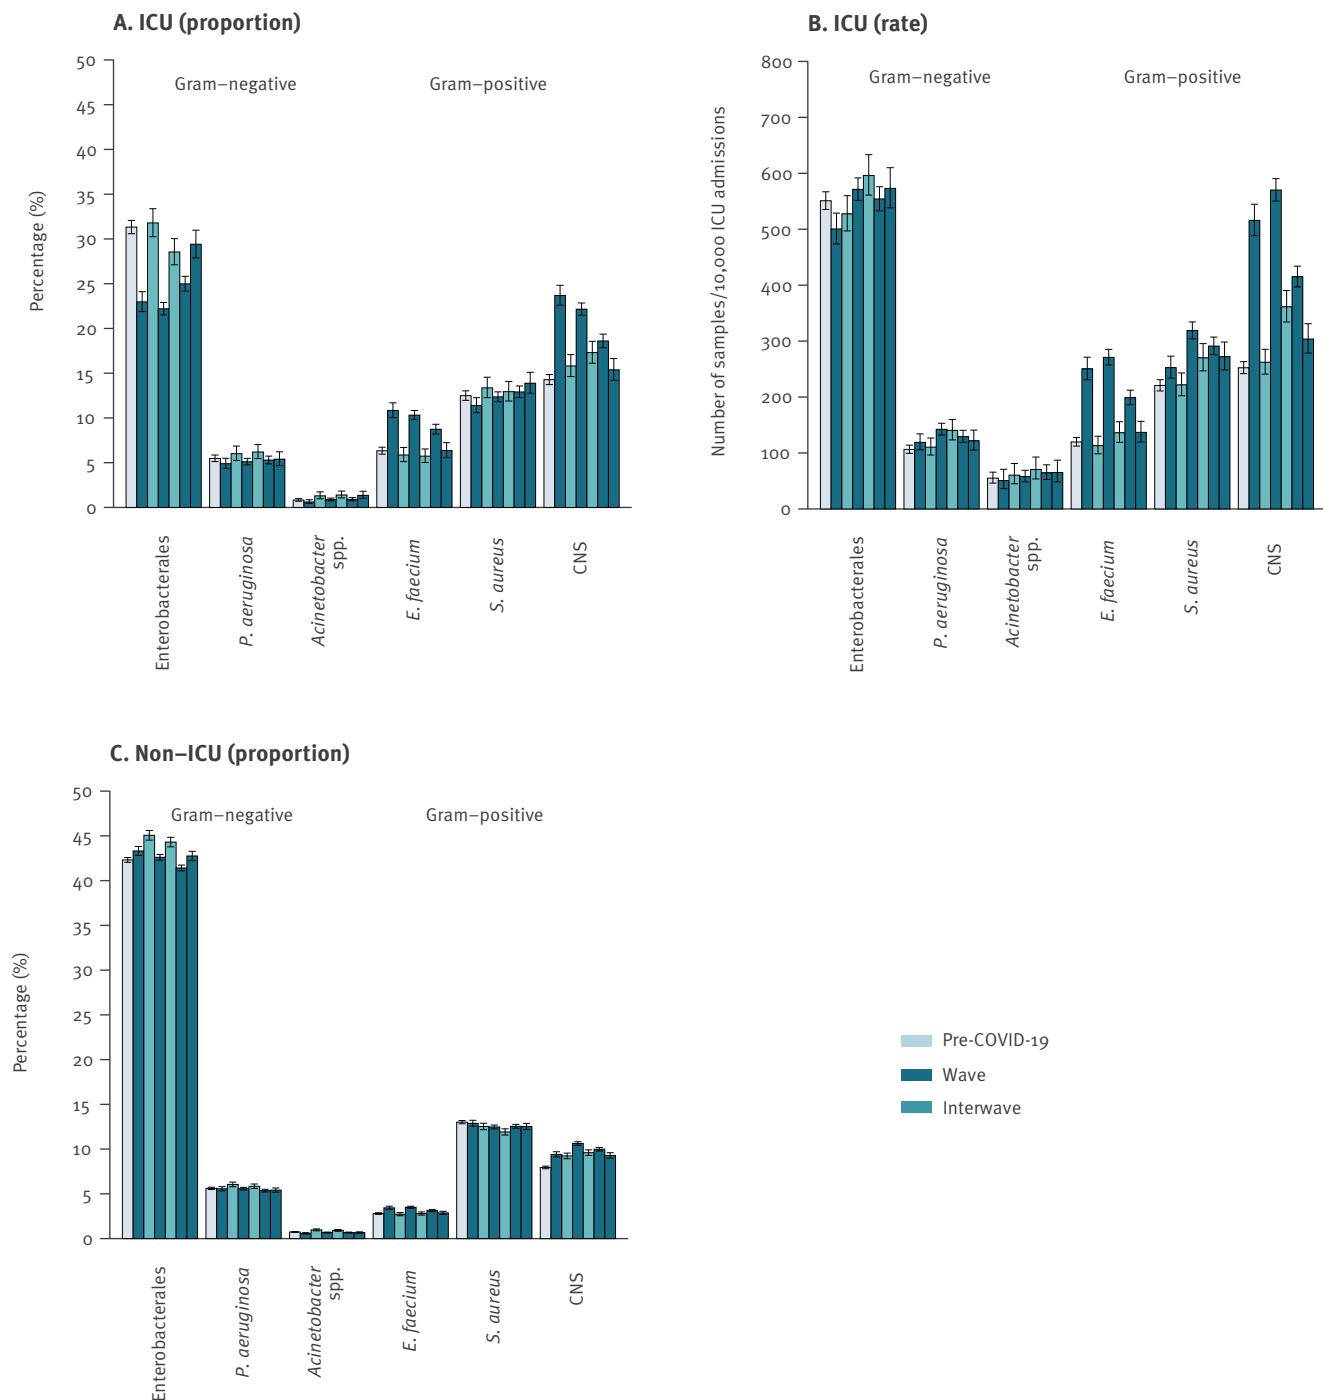 A. ICU (proportion)
Percentage (%)
50
45
40
35
30
25
20
15
10
5
0
Gram–negative
Gram–positive
Enterobacterales
P. aeruginosa
Acinetobacter
spp.
E. faecium
S. aureus
CNS
B. ICU (rate)
Number of samples/10,000 ICU admissions
800
700
600
500
400
300
200
100
0
Gram–negative
Gram–positive
Enterobacterales
P. aeruginosa
Acinetobacter
spp.
E. faecium
S. aureus
CNS
C. Non–ICU (proportion)
Percentage (%)
50
45
40
35
30
25
20
15
10
5
0
Gram–negative
Gram–positive
Enterobacterales
P. aeruginosa
Acinetobacter
spp.
E. faecium
S. aureus
CNS
Pre-COVID-19
Wave
Interwave